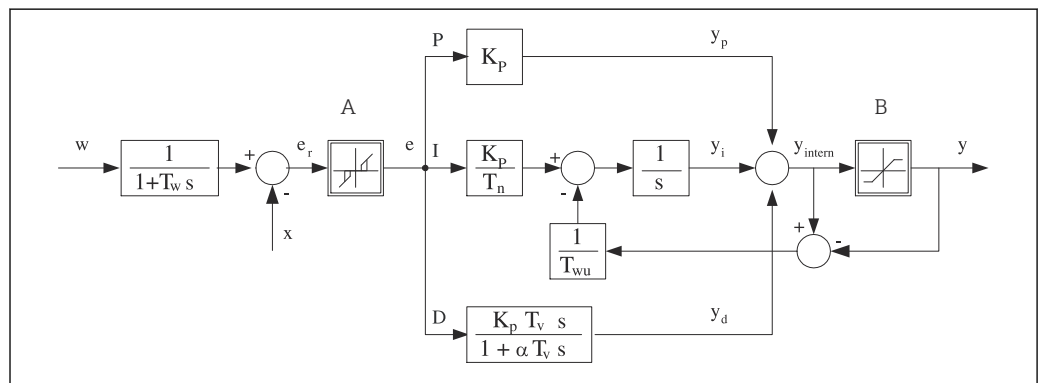 P
y_p
K_P
A
B
w
1
1+T_w s
+
-
e_r
e
I
K_P
T_n
+
-
1
s
y_i
y_intern
y
x
1
T_wu
+
-
D
K_p T_v s
1 + α T_v s
y_d